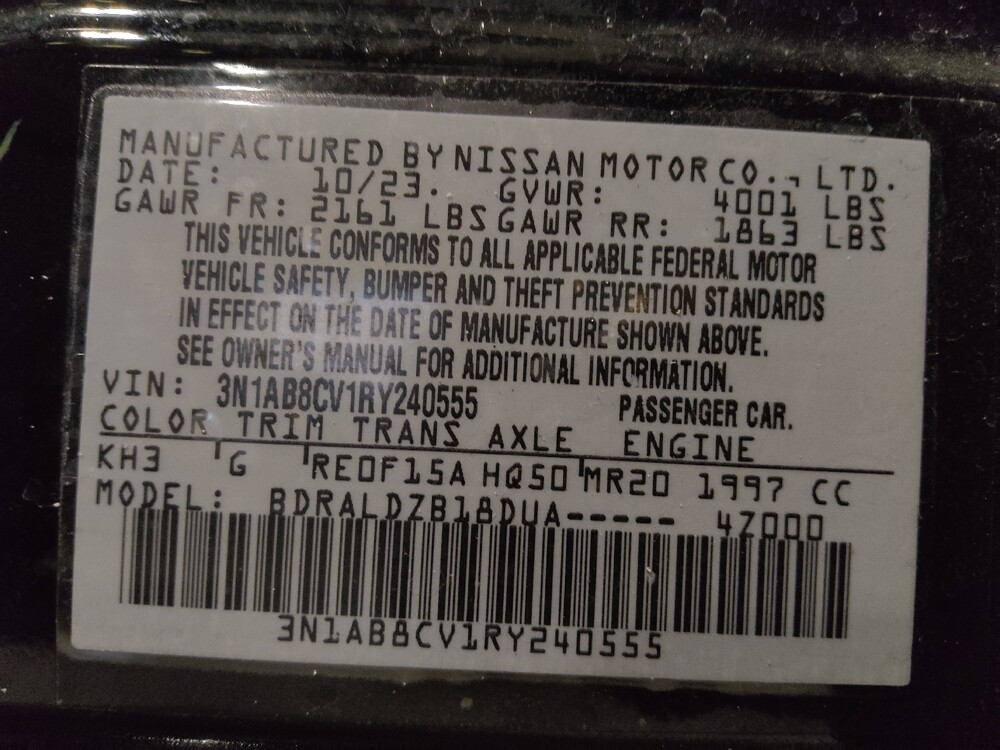 MANUFACTURED BY NISSAN MOTOR CO., LTD.
DATE: 10/23. GVWR: 4001 LBS
GAWR FR: 2161 LBS GAWR RR: 1863 LBS
THIS VEHICLE CONFORMS TO ALL APPLICABLE FEDERAL MOTOR
VEHICLE SAFETY, BUMPER AND THEFT PREVENTION STANDARDS
IN EFFECT ON THE DATE OF MANUFACTURE SHOWN ABOVE.
SEE OWNER'S MANUAL FOR ADDITIONAL INFORMATION.
VIN: 3N1AB8CV1RY240555 PASSENGER CAR.
COLOR TRIM TRANS AXLE ENGINE
KH3 G RE0F15A HQ50 MR20 1997 CC
MODEL: BDRALDZB18DUA----- 4Z000
3N1AB8CV1RY240555